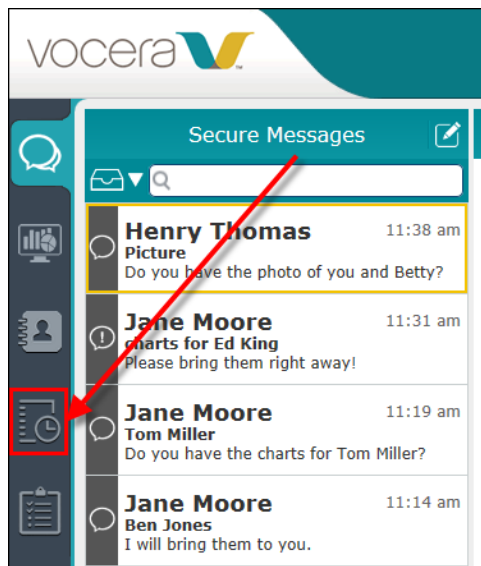 vocera
Secure Messages
Henry Thomas 11:38 am
Picture
Do you have the photo of you and Betty?
Jane Moore 11:31 am
charts for Ed King
Please bring them right away!
Jane Moore 11:19 am
Tom Miller
Do you have the charts for Tom Miller?
Jane Moore 11:14 am
Ben Jones
I will bring them to you.